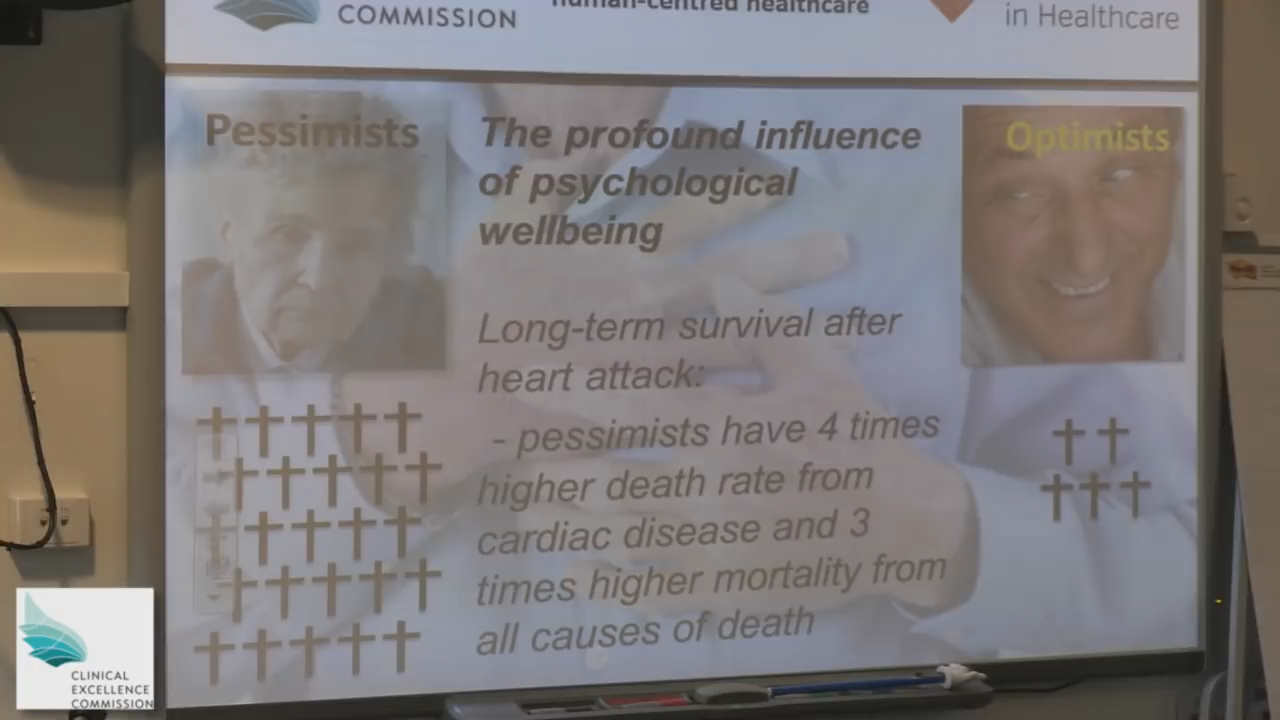 COMMISSION
human-centred healthcare
in Healthcare
Pessimists
The profound influence
of psychological
wellbeing
Optimists
Long-term survival after
heart attack:
- pessimists have 4 times
higher death rate from
cardiac disease and 3
times higher mortality from
all causes of death
CLINICAL
EXCELLENCE
COMMISSION